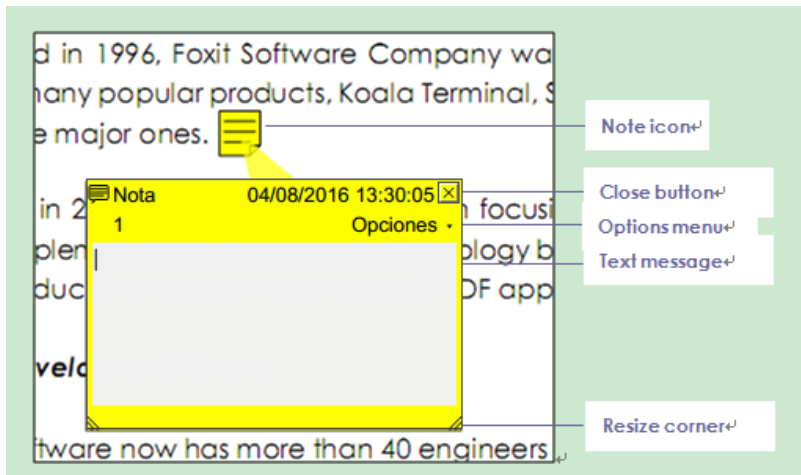 d in 1996, Foxit Software Company wa
many popular products, Koala Terminal, S
e major ones.
Note icon
Nota 04/08/2016 13:30:05
Close button
in 2 focusi
1 Opciones
Options menu
plem ology b
Text message
duc DF app
velo
Resize corner
ftware now has more than 40 engineers